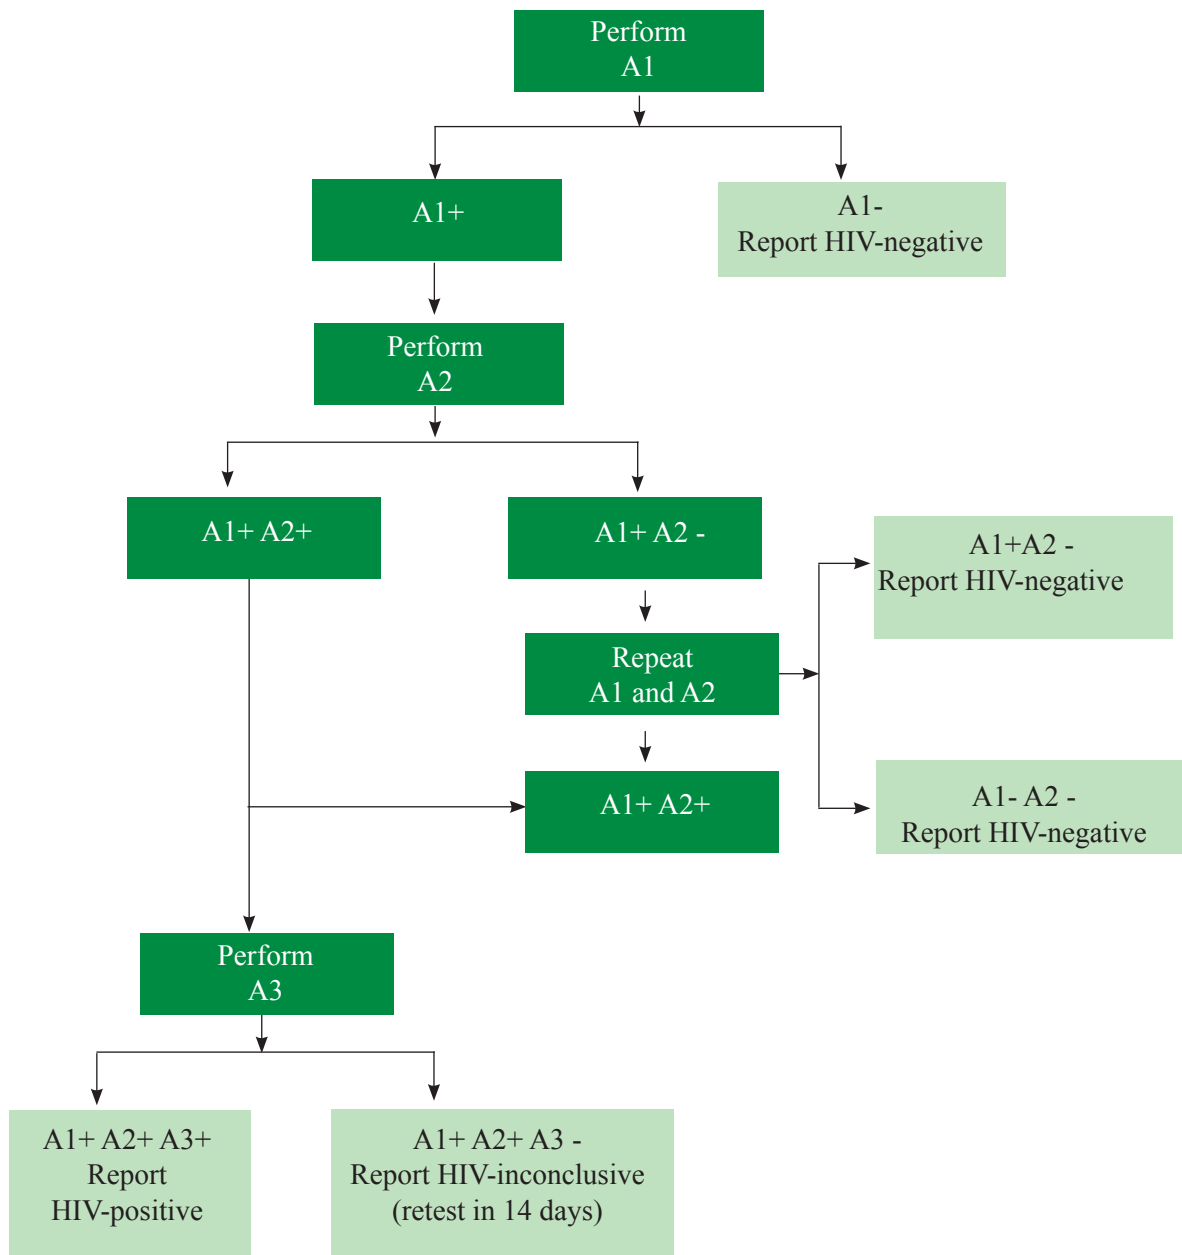 Perform
A1
A1+
A1-
Report HIV-negative
Perform
A2
A1+ A2+
A1+ A2 -
A1+A2 -
Report HIV-negative
Repeat
A1 and A2
A1+ A2+
A1- A2 -
Report HIV-negative
Perform
A3
A1+ A2+ A3+
Report
HIV-positive
A1+ A2+ A3 -
Report HIV-inconclusive
(retest in 14 days)